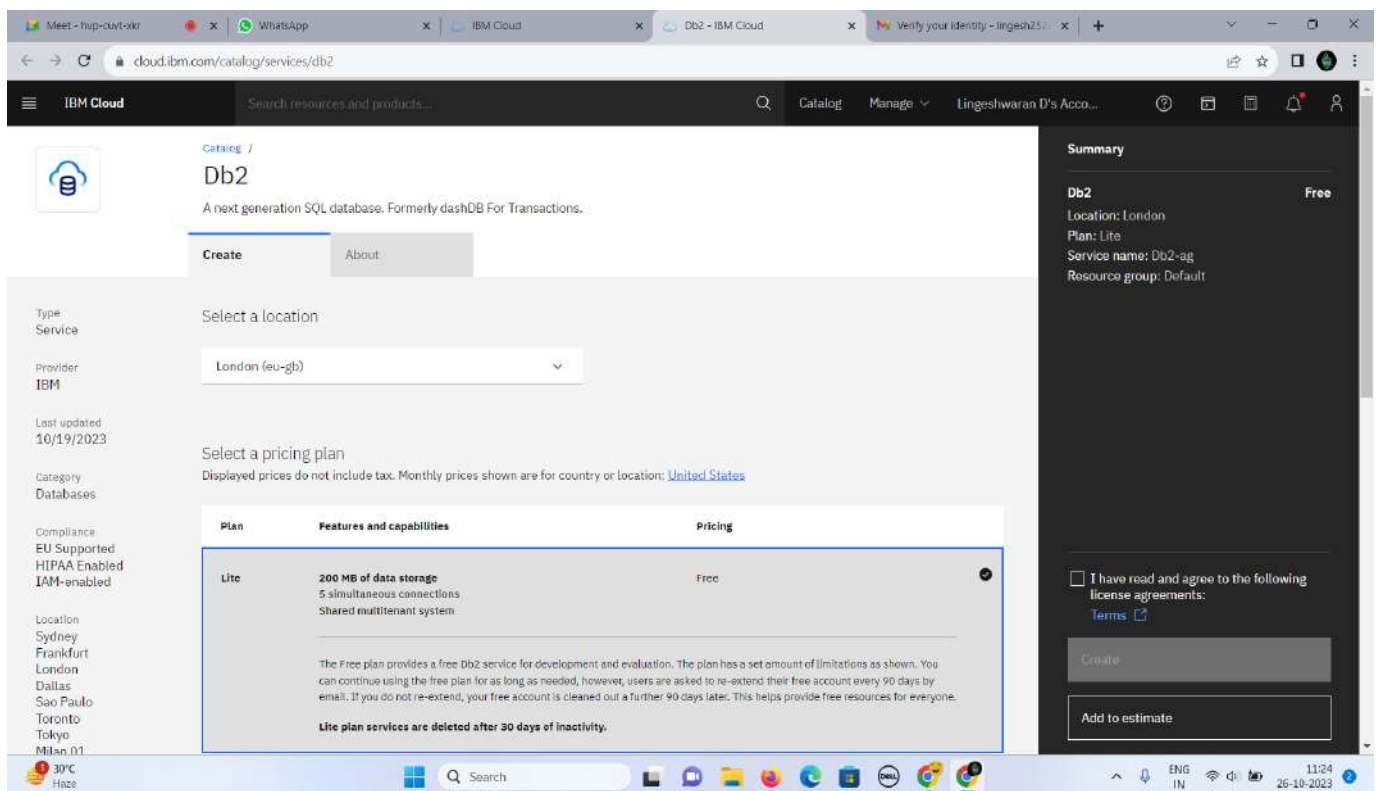 Meet - hvp-cuvt-xkr
WhatsApp
IBM Cloud
Db2 - IBM Cloud
Verify your identity - lingesh252
cloud.ibm.com/catalog/services/db2
IBM Cloud
Search resources and products...
Catalog
Manage
Lingeshwaran D's Acco...
Catalog /
Db2
A next generation SQL database. Formerly dashDB For Transactions.
Create
About
Type
Service
Provider
IBM
Last updated
10/19/2023
Category
Databases
Compliance
EU Supported
HIPAA Enabled
IAM-enabled
Location
Sydney
Frankfurt
London
Dallas
Sao Paulo
Toronto
Tokyo
Milan 01
Select a location
London (eu-gb)
Select a pricing plan
Displayed prices do not include tax. Monthly prices shown are for country or location: United States
Plan Features and capabilities Pricing
Lite 200 MB of data storage Free
5 simultaneous connections
Shared multitenant system
The Free plan provides a free Db2 service for development and evaluation. The plan has a set amount of limitations as shown. You
can continue using the free plan for as long as needed, however, users are asked to re-extend their free account every 90 days by
email. If you do not re-extend, your free account is cleaned out a further 90 days later. This helps provide free resources for everyone.
Lite plan services are deleted after 30 days of inactivity.
Summary
Db2 Free
Location: London
Plan: Lite
Service name: Db2-ag
Resource group: Default
I have read and agree to the following
license agreements:
Terms
Create
Add to estimate
30°C
Haze
Search
DELL
ENG
IN
11:24
26-10-2023
2